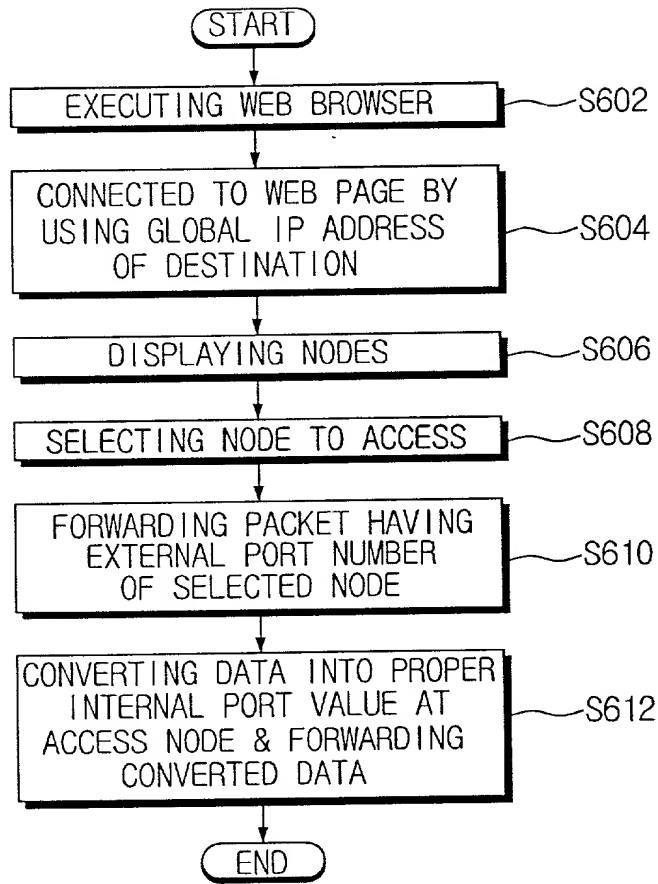 START
EXECUTING WEB BROWSER
S602
CONNECTED TO WEB PAGE BY
USING GLOBAL IP ADDRESS
OF DESTINATION
S604
DISPLAYING NODES
S606
SELECTING NODE TO ACCESS
S608
FORWARDING PACKET HAVING
EXTERNAL PORT NUMBER
OF SELECTED NODE
S610
CONVERTING DATA INTO PROPER
INTERNAL PORT VALUE AT
ACCESS NODE & FORWARDING
CONVERTED DATA
S612
END